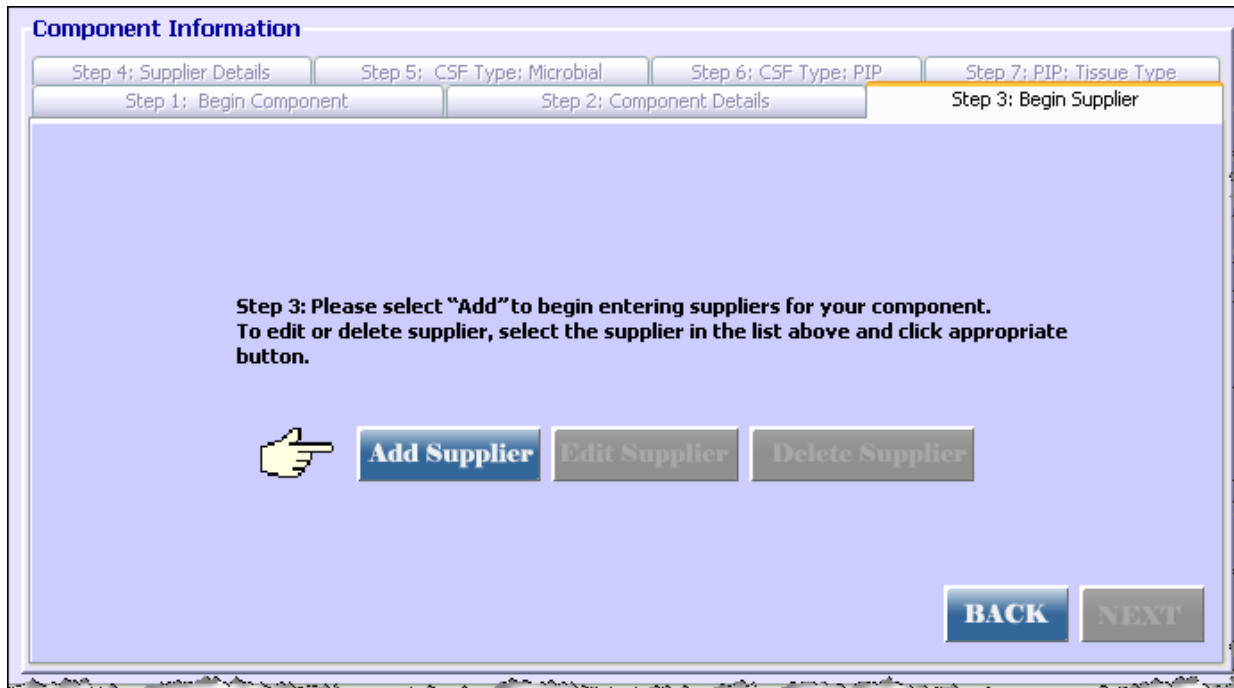 Component Information
Step 4: Supplier Details
Step 5: CSF Type: Microbial
Step 6: CSF Type: PIP
Step 7: PIP: Tissue Type
Step 1: Begin Component
Step 2: Component Details
Step 3: Begin Supplier
Step 3: Please select “Add” to begin entering suppliers for your component.
To edit or delete supplier, select the supplier in the list above and click appropriate
button.
Add Supplier
Edit Supplier
Delete Supplier
BACK
NEXT